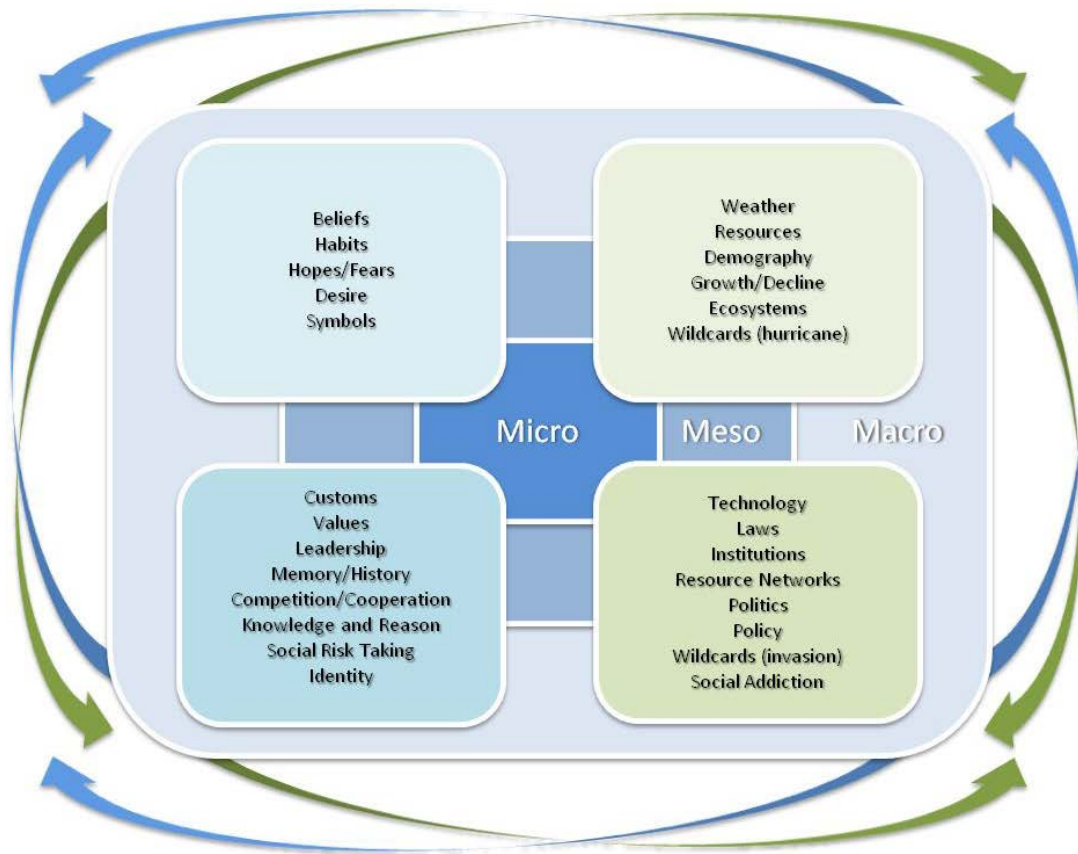 Beliefs
Habits
Hopes/Fears
Desire
Symbols
Weather
Resources
Demography
Growth/Decline
Ecosystems
Wildcards (hurricane)
Micro
Meso
Macro
Customs
Values
Leadership
Memory/History
Competition/Cooperation
Knowledge and Reason
Social Risk Taking
Identity
Technology
Laws
Institutions
Resource Networks
Politics
Policy
Wildcards (invasion)
Social Addiction